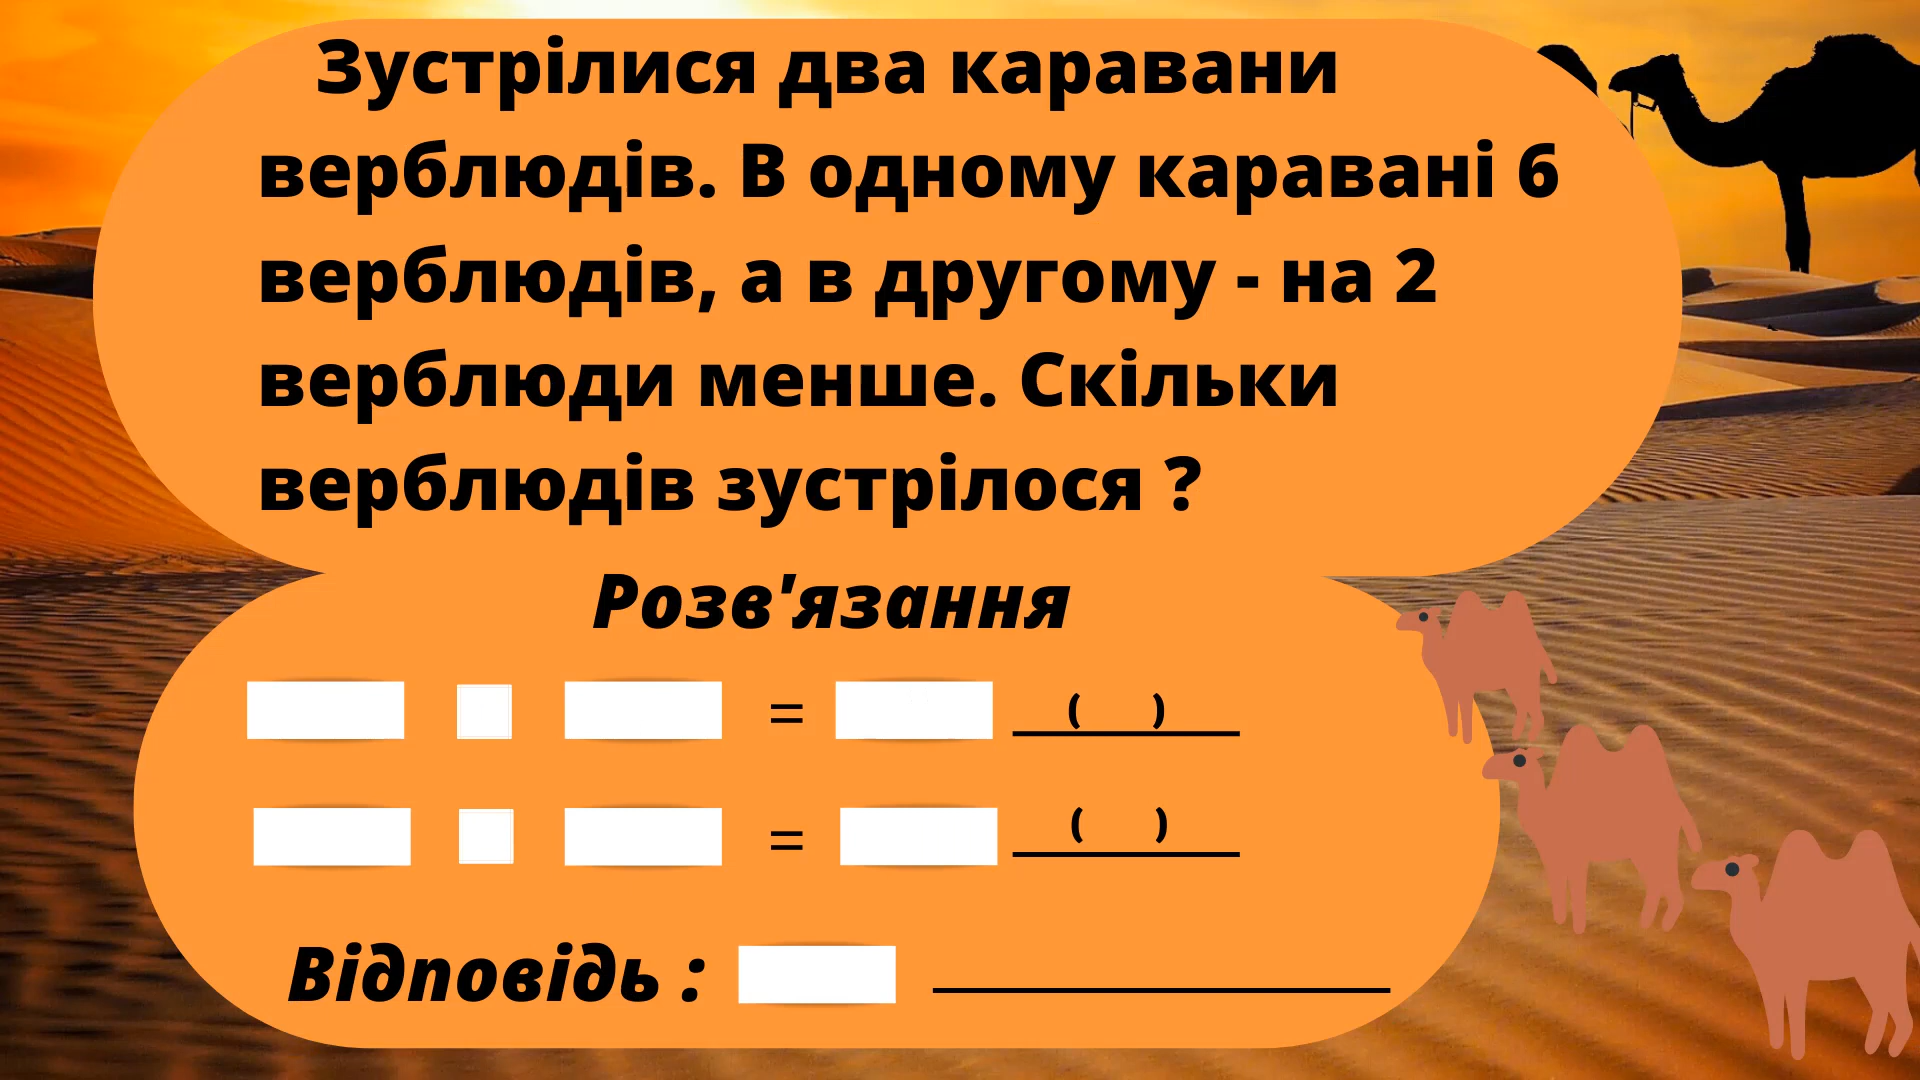 Зустрілися два каравани
верблюдів. В одному каравані 6
верблюдів, а в другому - на 2
верблюди менше. Скільки
верблюдів зустрілося ?
Розв'язання
= ( )
= ( )
Відповідь :